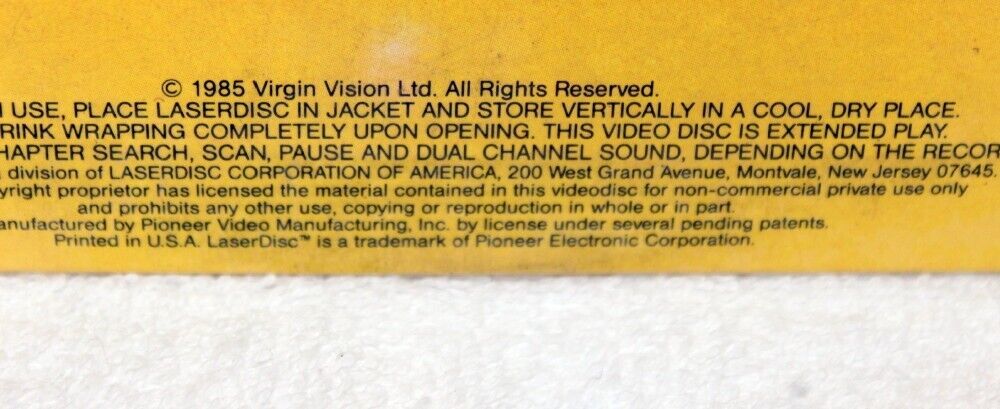 © 1985 Virgin Vision Ltd. All Rights Reserved.
USE, PLACE LASERDISC IN JACKET AND STORE VERTICALLY IN A COOL, DRY PLACE.
RINK WRAPPING COMPLETELY UPON OPENING. THIS VIDEO DISC IS EXTENDED PLAY.
HAPTER SEARCH, SCAN, PAUSE AND DUAL CHANNEL SOUND, DEPENDING ON THE RECOR
division of LASERDISC CORPORATION OF AMERICA, 200 West Grand Avenue, Montvale, New Jersey 07645.
yright proprietor has licensed the material contained in this videodisc for non-commercial private use only
and prohibits any other use, copying or reproduction in whole or in part.
anufactured by Pioneer Video Manufacturing, Inc. by license under several pending patents.
Printed in U.S.A. LaserDisc™ is a trademark of Pioneer Electronic Corporation.